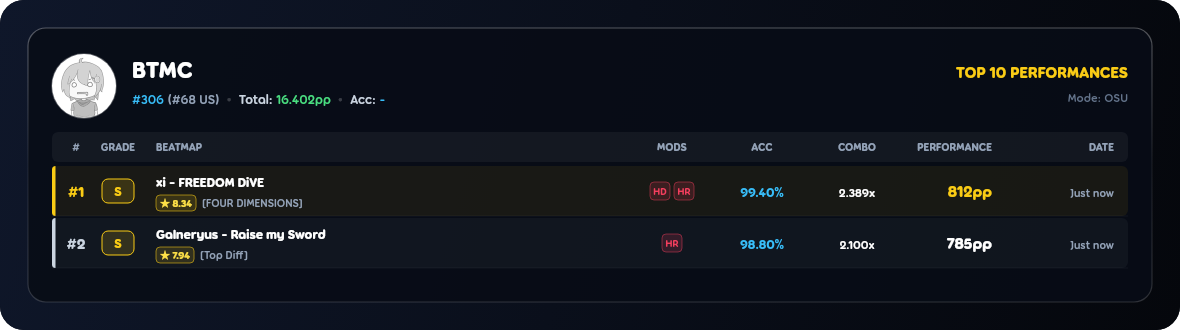 BTMC
TOP 10 PERFORMANCES
#306 (#68 US) • Total: 16.402pp • Acc: -
Mode: OSU
# GRADE BEATMAP MODS ACC COMBO PERFORMANCE DATE
#1 S xi - FREEDOM DiVE HD HR 99.40% 2.389x 812pp Just now
★ 8.34 [FOUR DIMENSIONS]
#2 S Galneryus - Raise my Sword HR 98.80% 2.100x 785pp Just now
★ 7.94 [Top Diff]